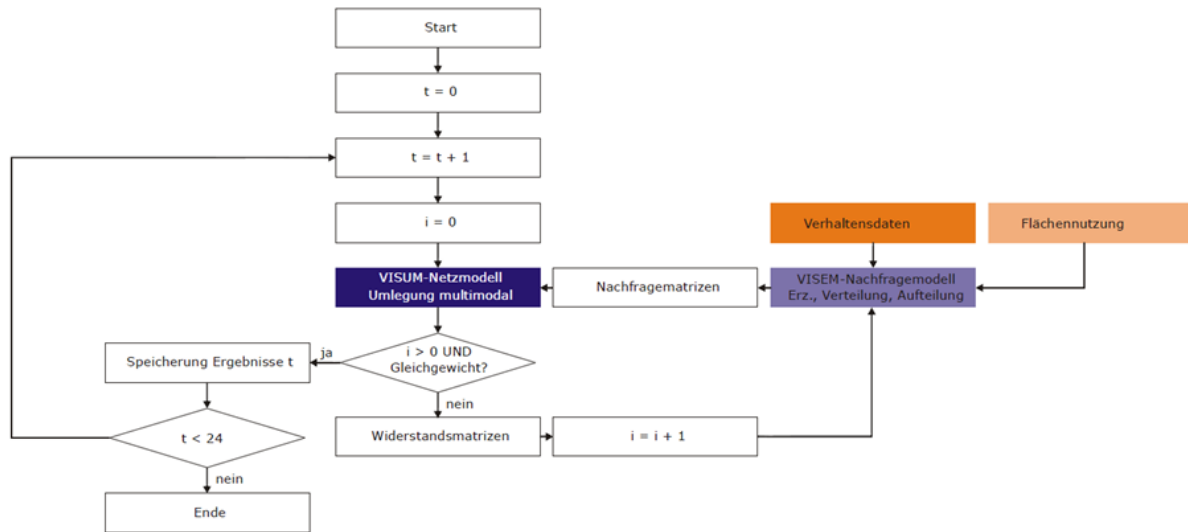 Start
t = 0
t = t + 1
i = 0
Verhaltensdaten
Flächennutzung
VISUM-Netzmodell
Umlegung multimodal
Nachfragematrizen
VISEM-Nachfragemodell
Erz., Verteilung, Aufteilung
i > 0 UND
Gleichgewicht?
ja
Speicherung Ergebnisse t
nein
Widerstandsmatrizen
i = i + 1
t < 24
nein
Ende